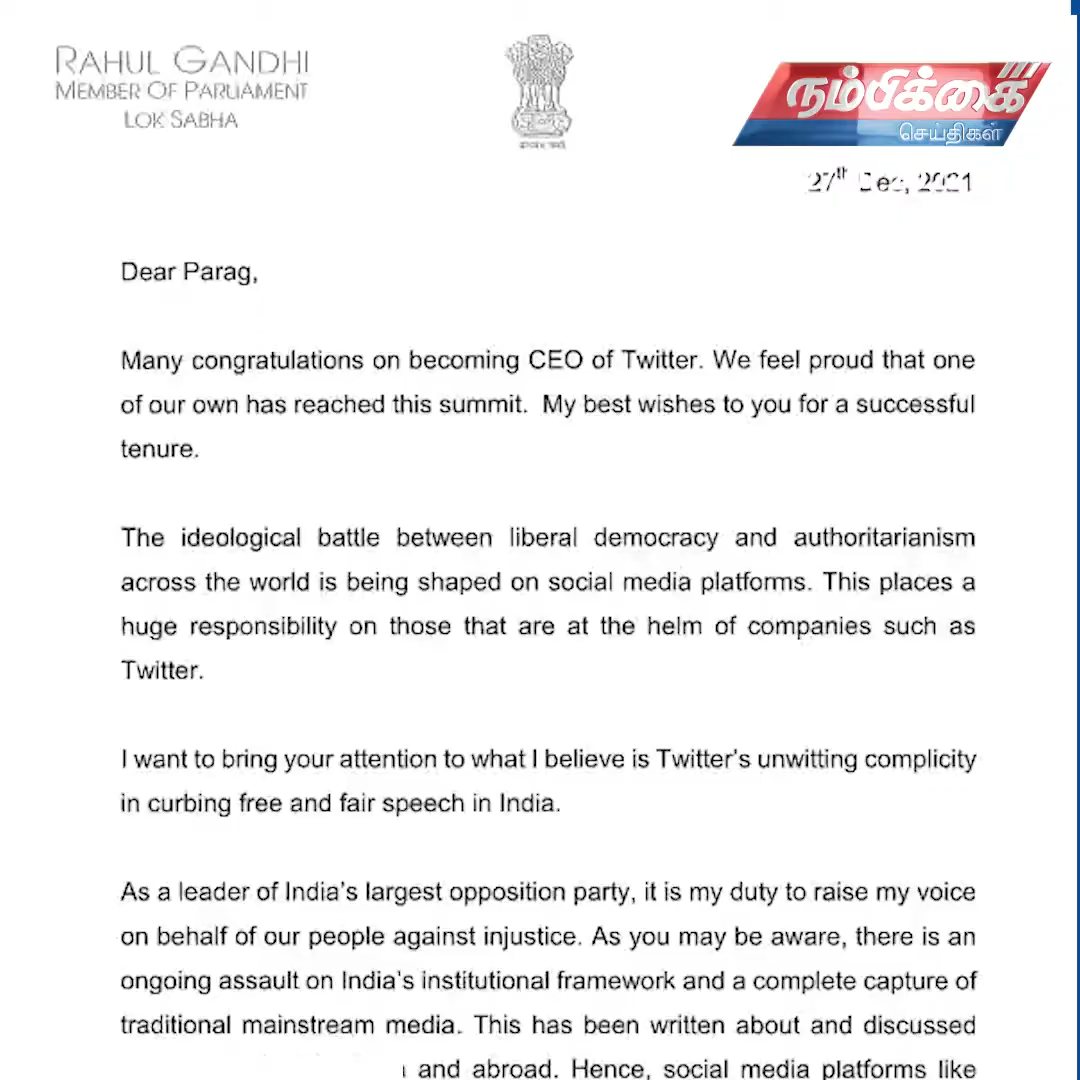 RAHUL GANDHI
MEMBER OF PARLIAMENT
LOK SABHA
நம்பிக்கை
செய்திகள்
27th Dec, 2021
Dear Parag,
Many congratulations on becoming CEO of Twitter. We feel proud that one
of our own has reached this summit. My best wishes to you for a successful
tenure.
The ideological battle between liberal democracy and authoritarianism
across the world is being shaped on social media platforms. This places a
huge responsibility on those that are at the helm of companies such as
Twitter.
I want to bring your attention to what I believe is Twitter's unwitting complicity
in curbing free and fair speech in India.
As a leader of India's largest opposition party, it is my duty to raise my voice
on behalf of our people against injustice. As you may be aware, there is an
ongoing assault on India's institutional framework and a complete capture of
traditional mainstream media. This has been written about and discussed
and abroad. Hence, social media platforms like